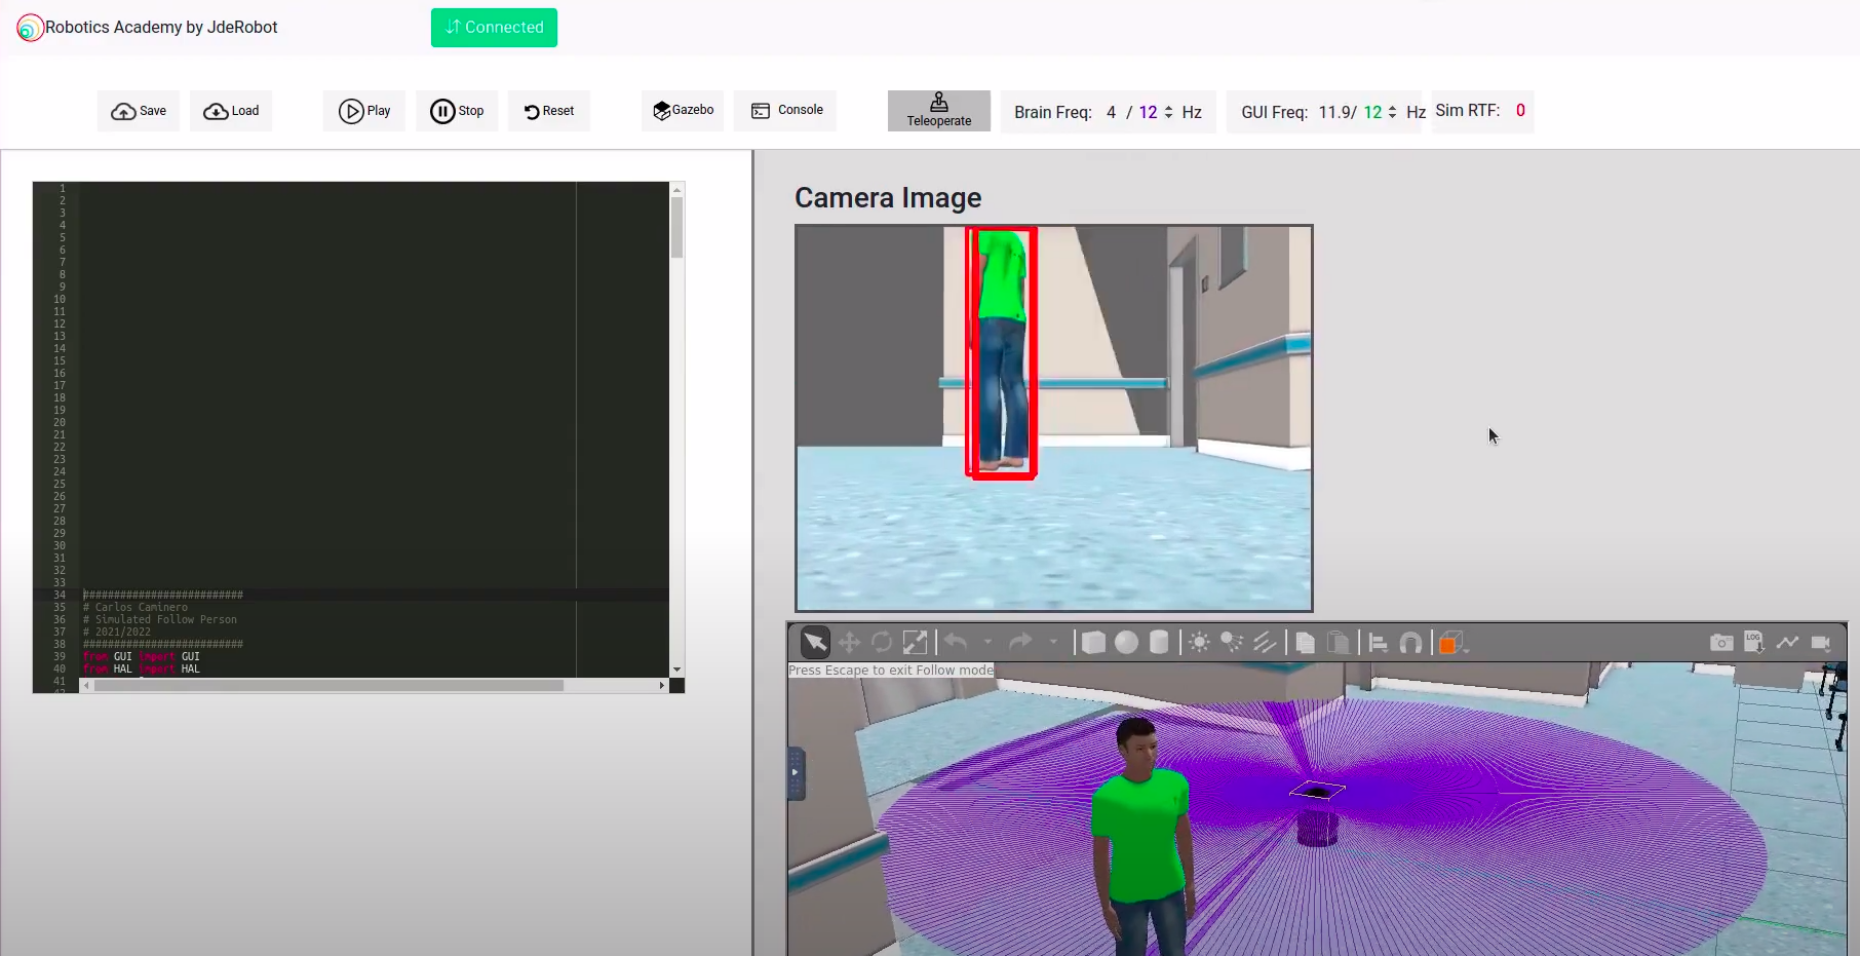 Robotics Academy by JdeRobot
Connected
Save
Load
Play
Stop
Reset
Gazebo
Console
Teleoperate
Brain Freq: 4 / 12 Hz
GUI Freq: 11.9/ 12 Hz
Sim RTF: 0
1
2
3
4
5
6
7
8
9
10
11
12
13
14
15
16
17
18
19
20
21
22
23
24
25
26
27
28
29
30
31
32
33
34 ##########################
35 # Carlos Caminero
36 # Simulated Follow Person
37 # 2021/2022
38 ##########################
39 from GUI import GUI
40 from HAL import HAL
41
Camera Image
LOG
Press Escape to exit Follow mode